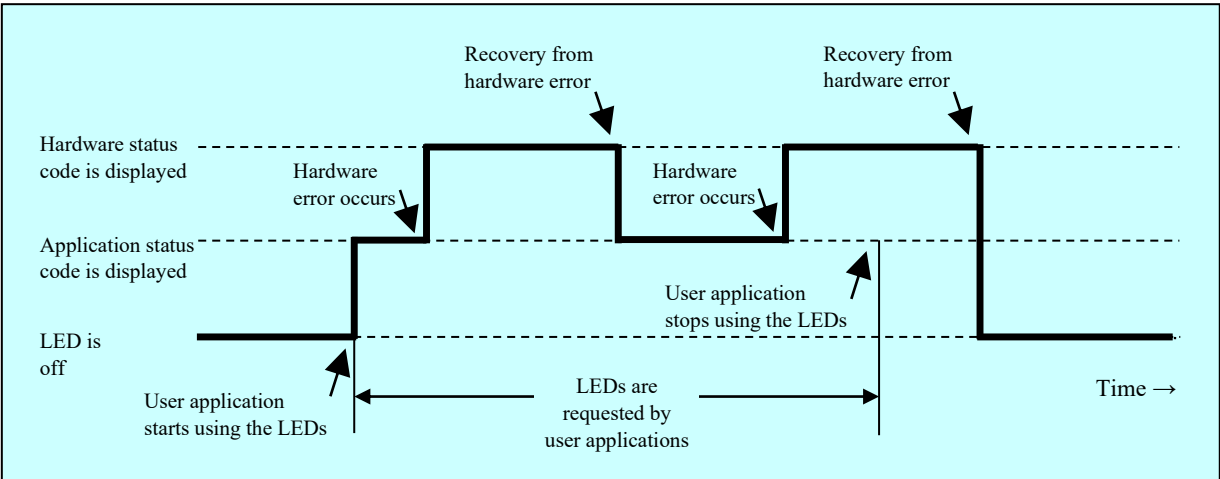 Recovery from
hardware error
Recovery from
hardware error
Hardware status
code is displayed
Hardware
error occurs
Hardware
error occurs
Application status
code is displayed
User application
stops using the LEDs
LED is
off
User application
starts using the LEDs
LEDs are
requested by
user applications
Time →